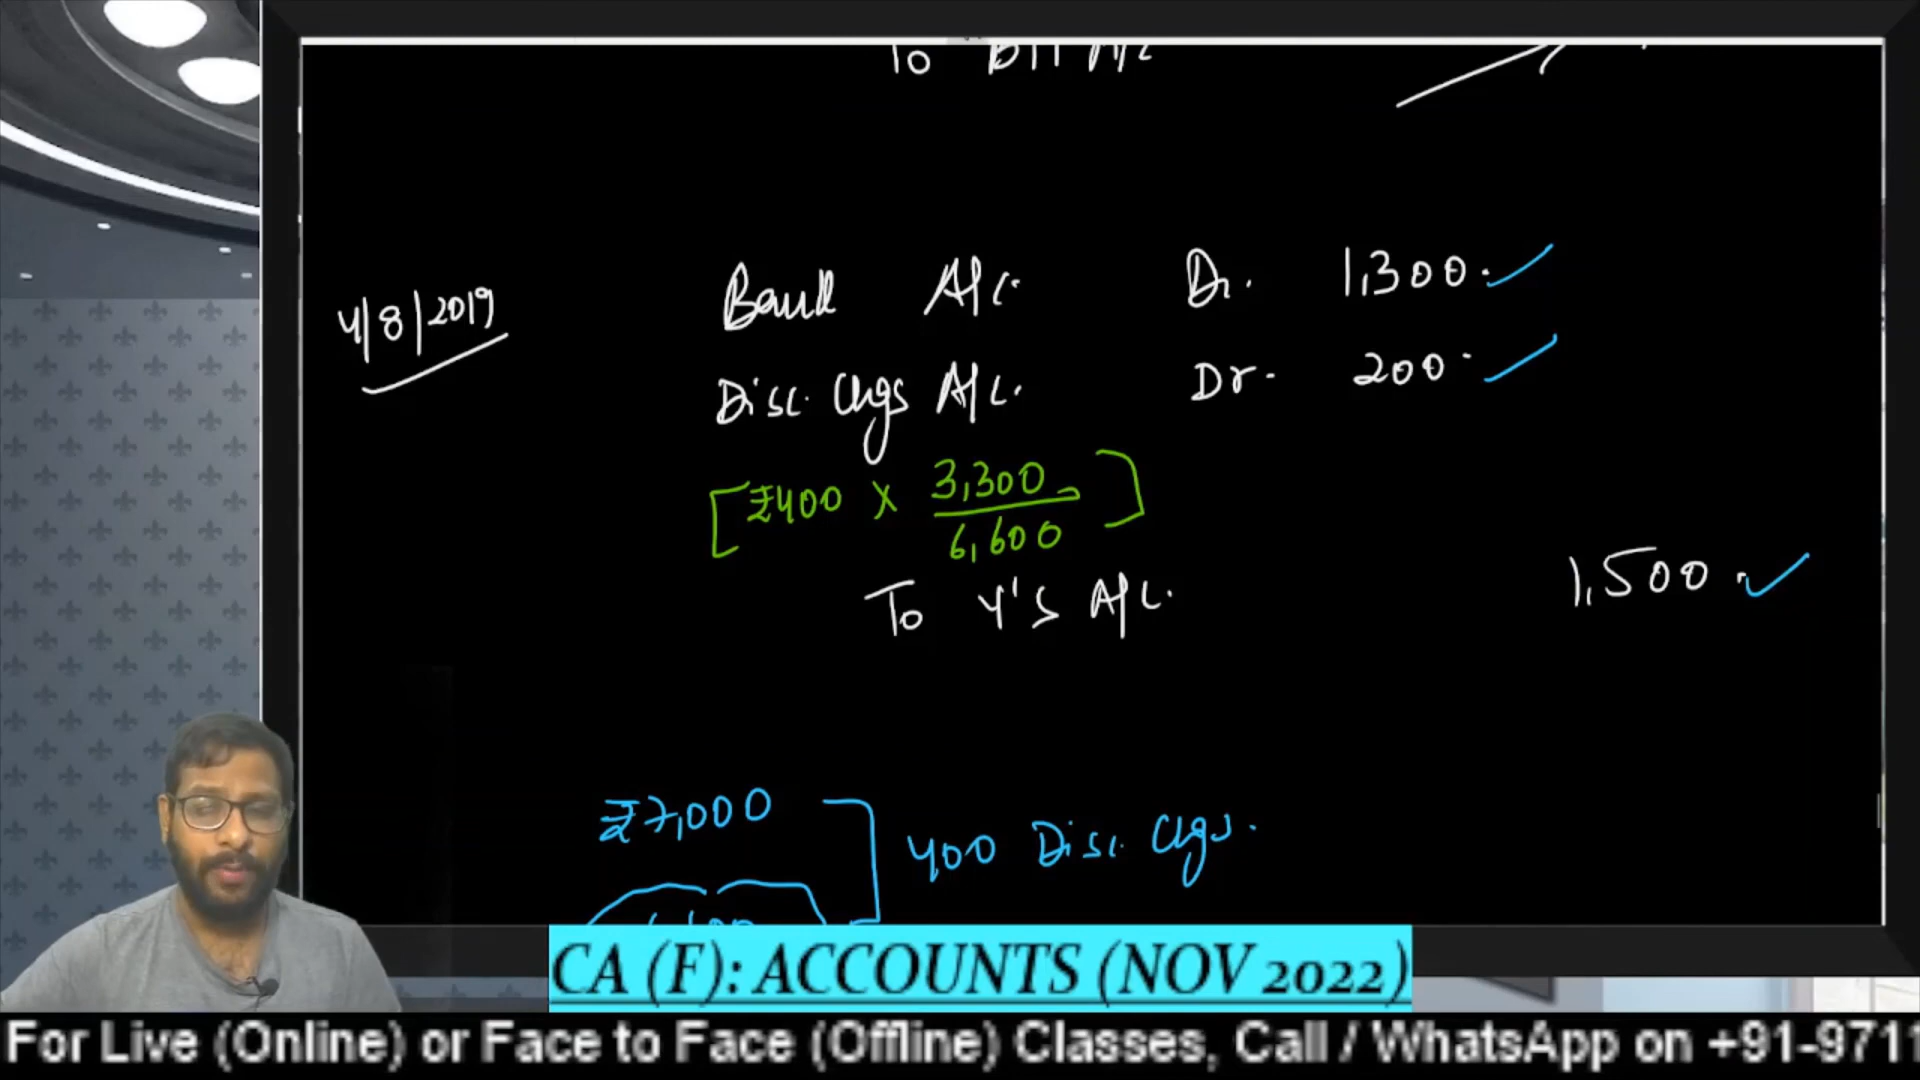 To B/P A/c
4/8/2019 Bank A/c. Dr. 1,300.
Disc. Chgs A/c. Dr. 200.
[₹400 X 3,300 / 6,600]
To Y's A/c. 1,500.
₹7,000
400 Disc. Chgs.
CA (F): ACCOUNTS (NOV 2022)
For Live (Online) or Face to Face (Offline) Classes, Call / WhatsApp on +91-9711